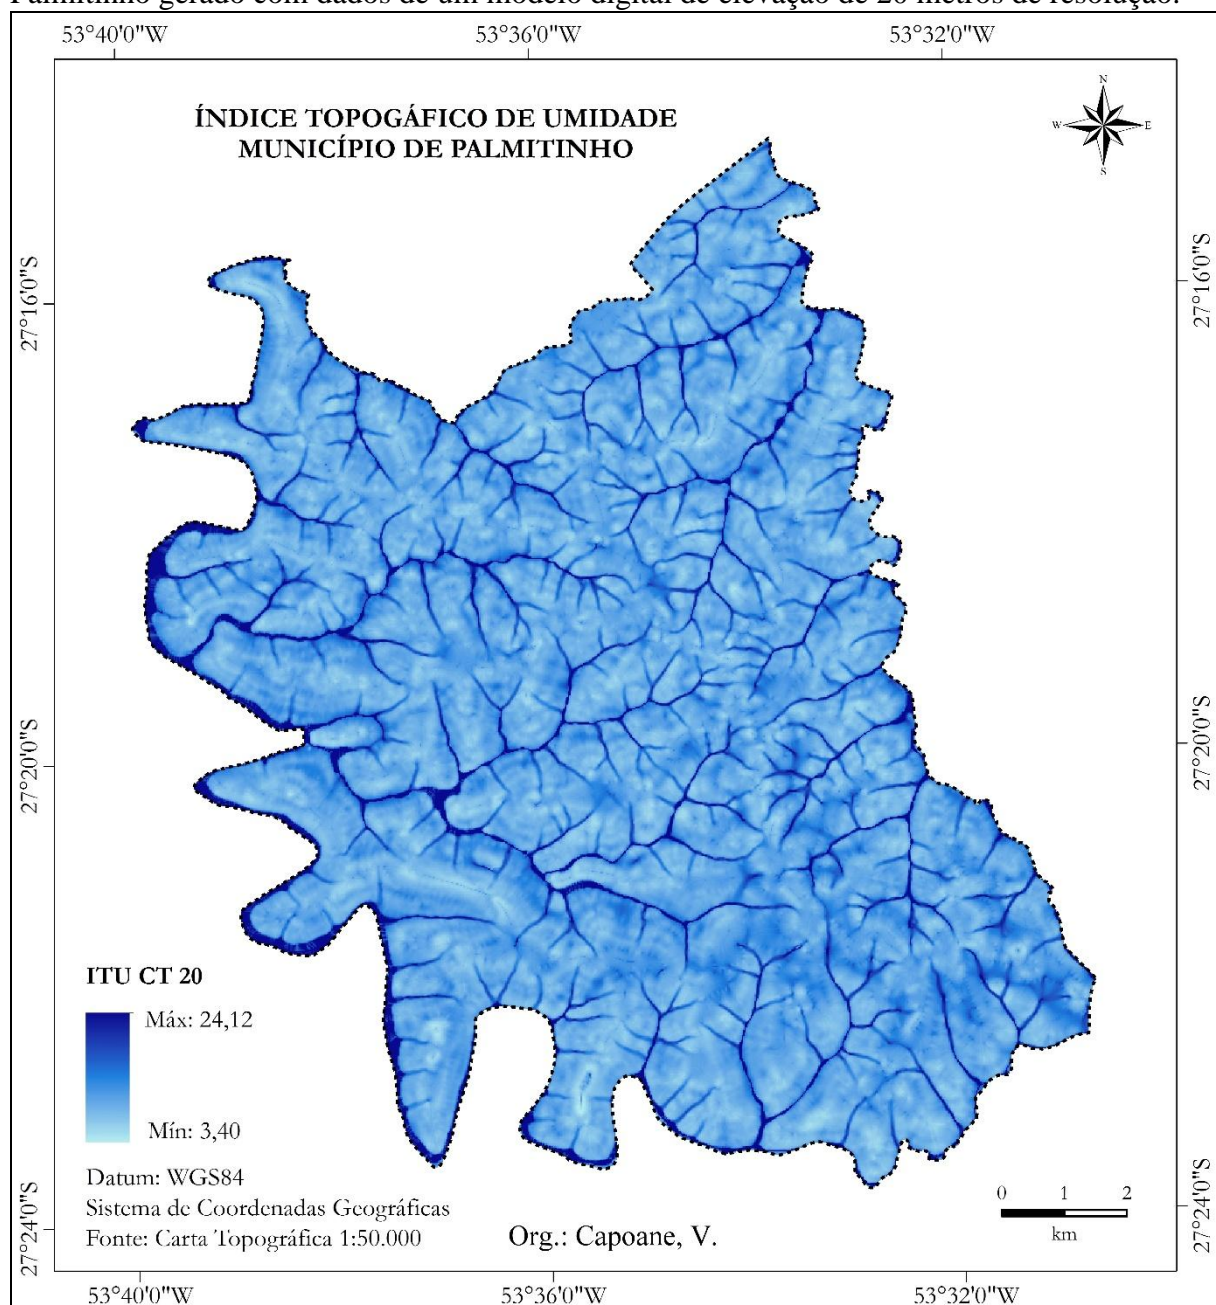 Palmitinho gerado com dados de um modelo digital de elevação de 20 metros de resolução.
53°40'0"W 53°36'0"W 53°32'0"W
N
ÍNDICE TOPOGÁFICO DE UMIDADE
W E
MUNICÍPIO DE PALMITINHO
S
27°16'0"S 27°16'0"S
27°20'0"S 27°20'0"S
ITU CT 20
Máx: 24,12
Mín: 3,40
Datum: WGS84
Sistema de Coordenadas Geográficas
0 1 2
Fonte: Carta Topográfica 1:50.000
Org.: Capoane, V.
km
27°24'0"S 27°24'0"S
53°40'0"W 53°36'0"W 53°32'0"W